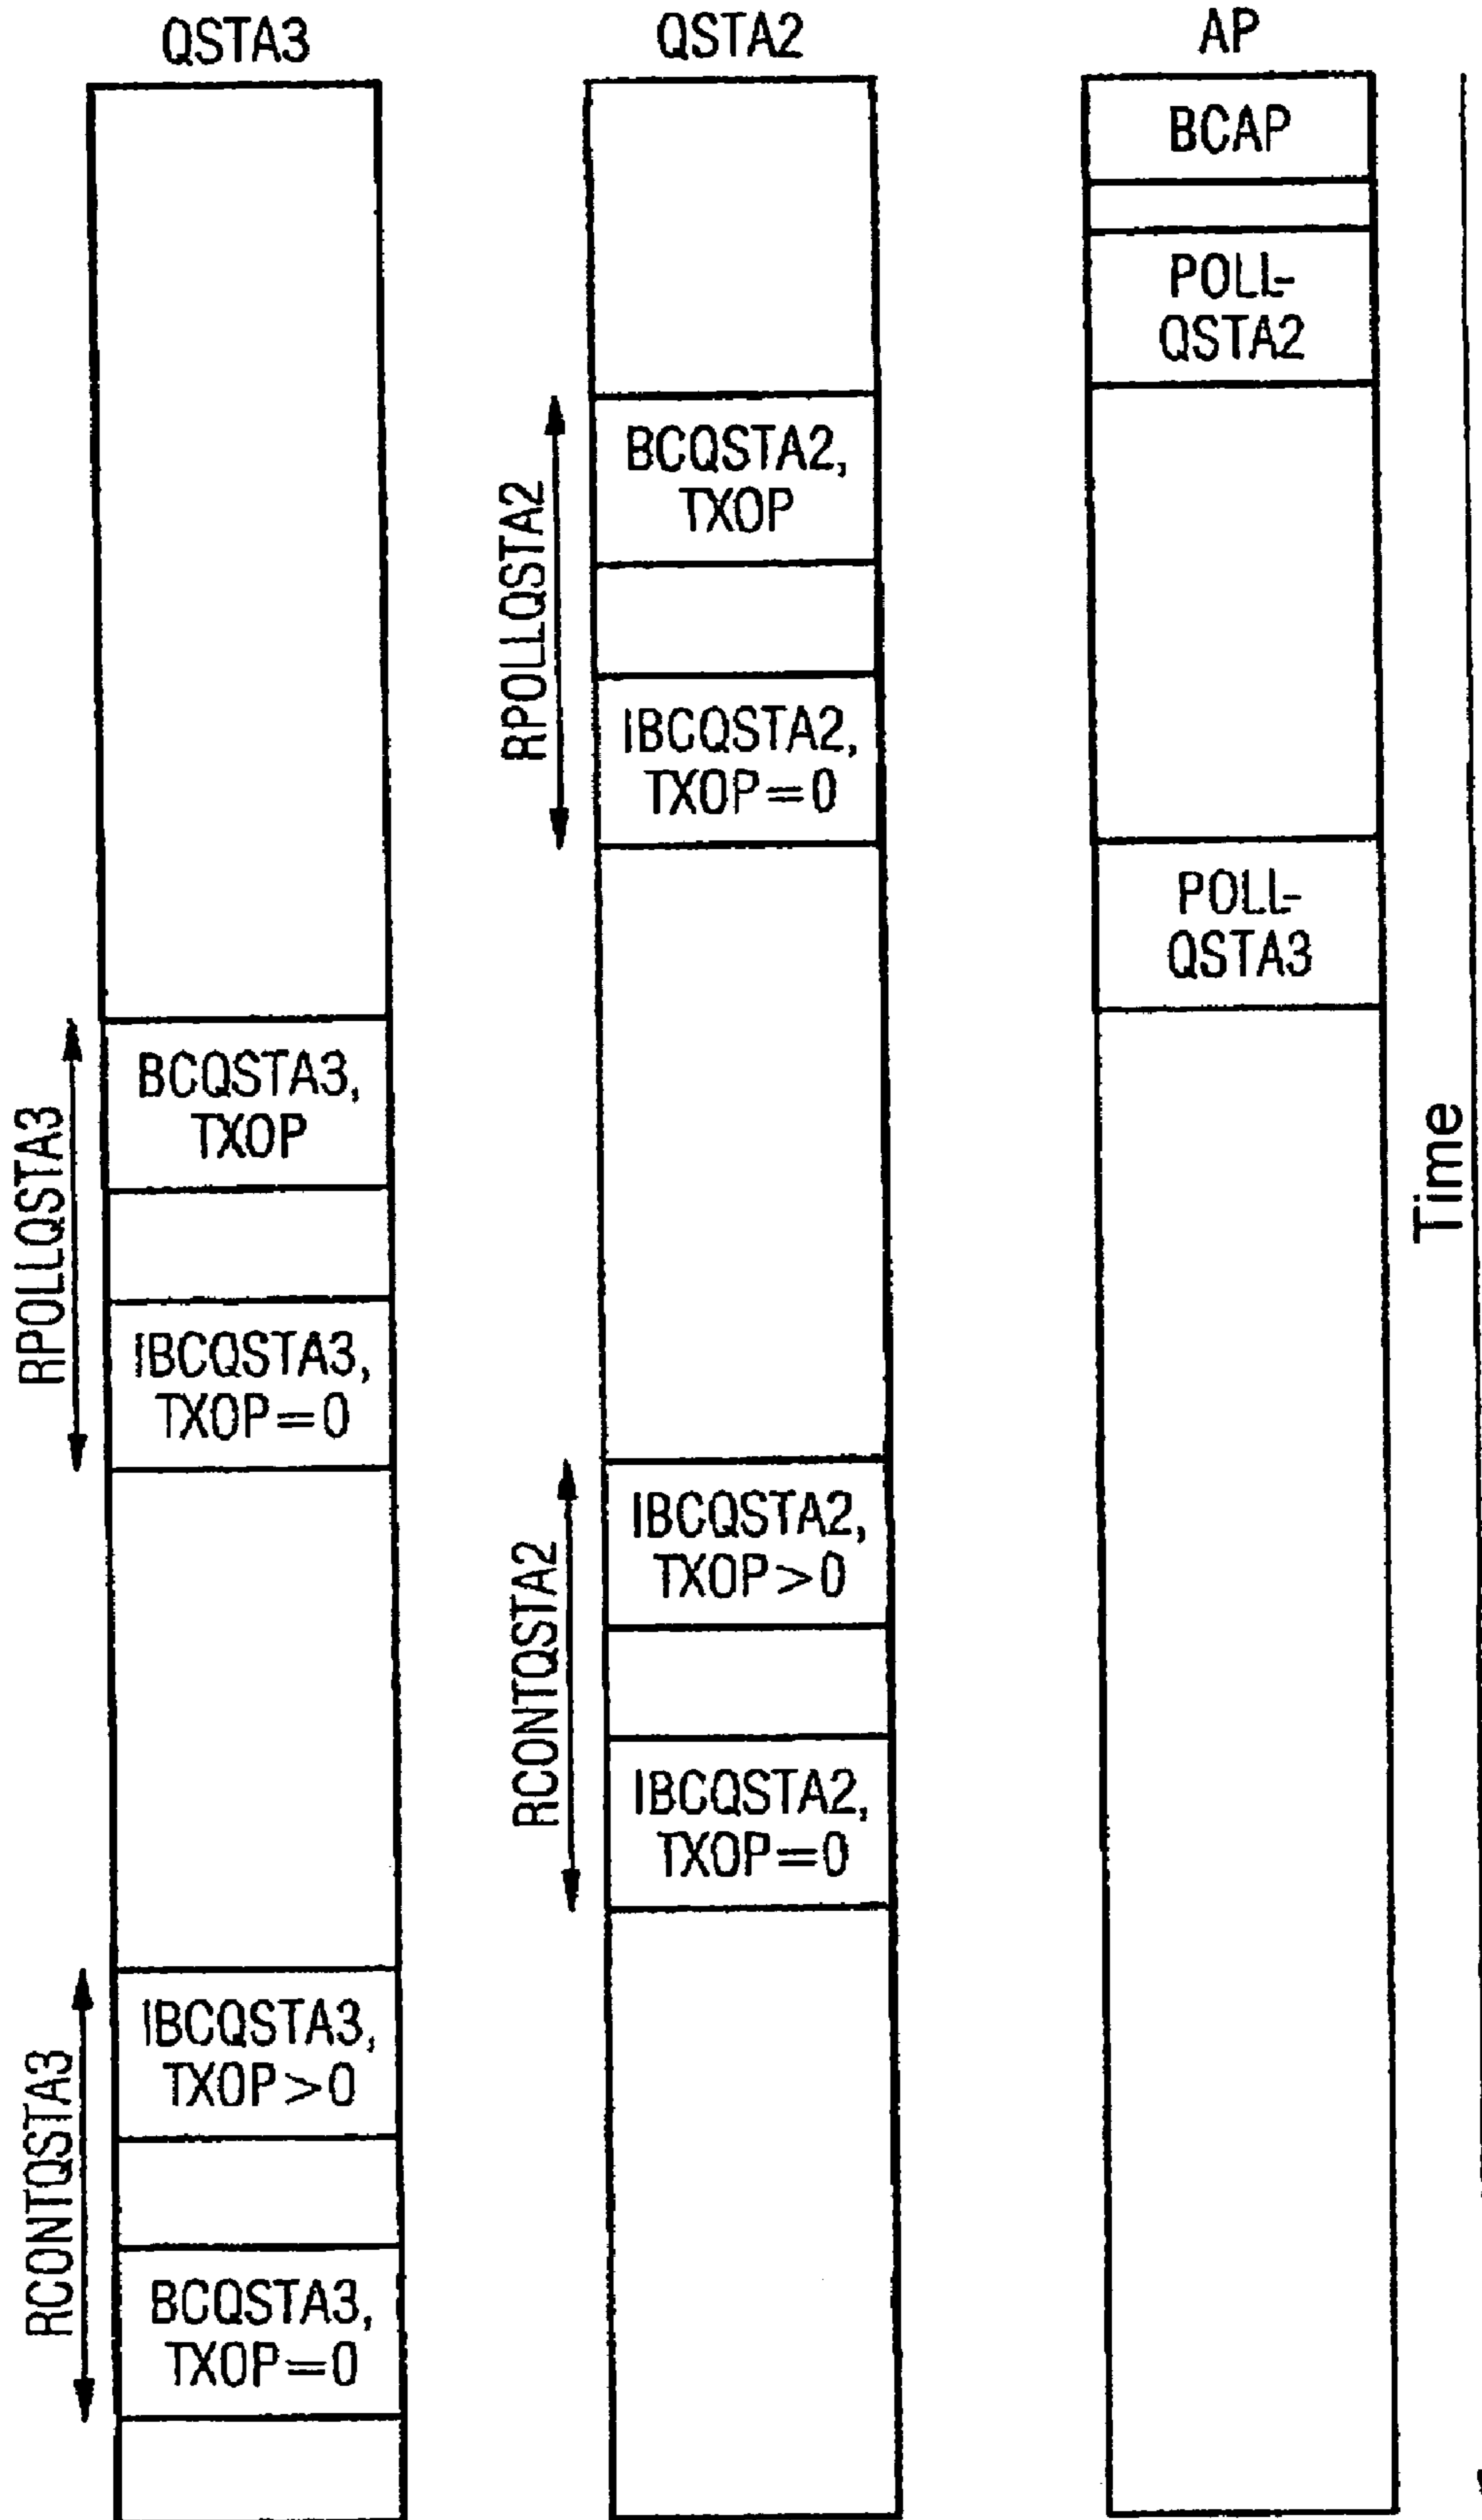 QSTA3
QSTA2
AP
BCAP
POLL-
QSTA2
RPOLLQSTA2
BCQSTA2,
TXOP
IBCQSTA2,
TXOP=0
POLL-
QSTA3
RPOLLQSTA3
BCQSTA3,
TXOP
IBCQSTA3,
TXOP=0
Time
RCONTQSTA2
IBCQSTA2,
TXOP>0
IBCQSTA2,
TXOP=0
RCONTQSTA3
IBCQSTA3,
TXOP>0
BCQSTA3,
TXOP=0